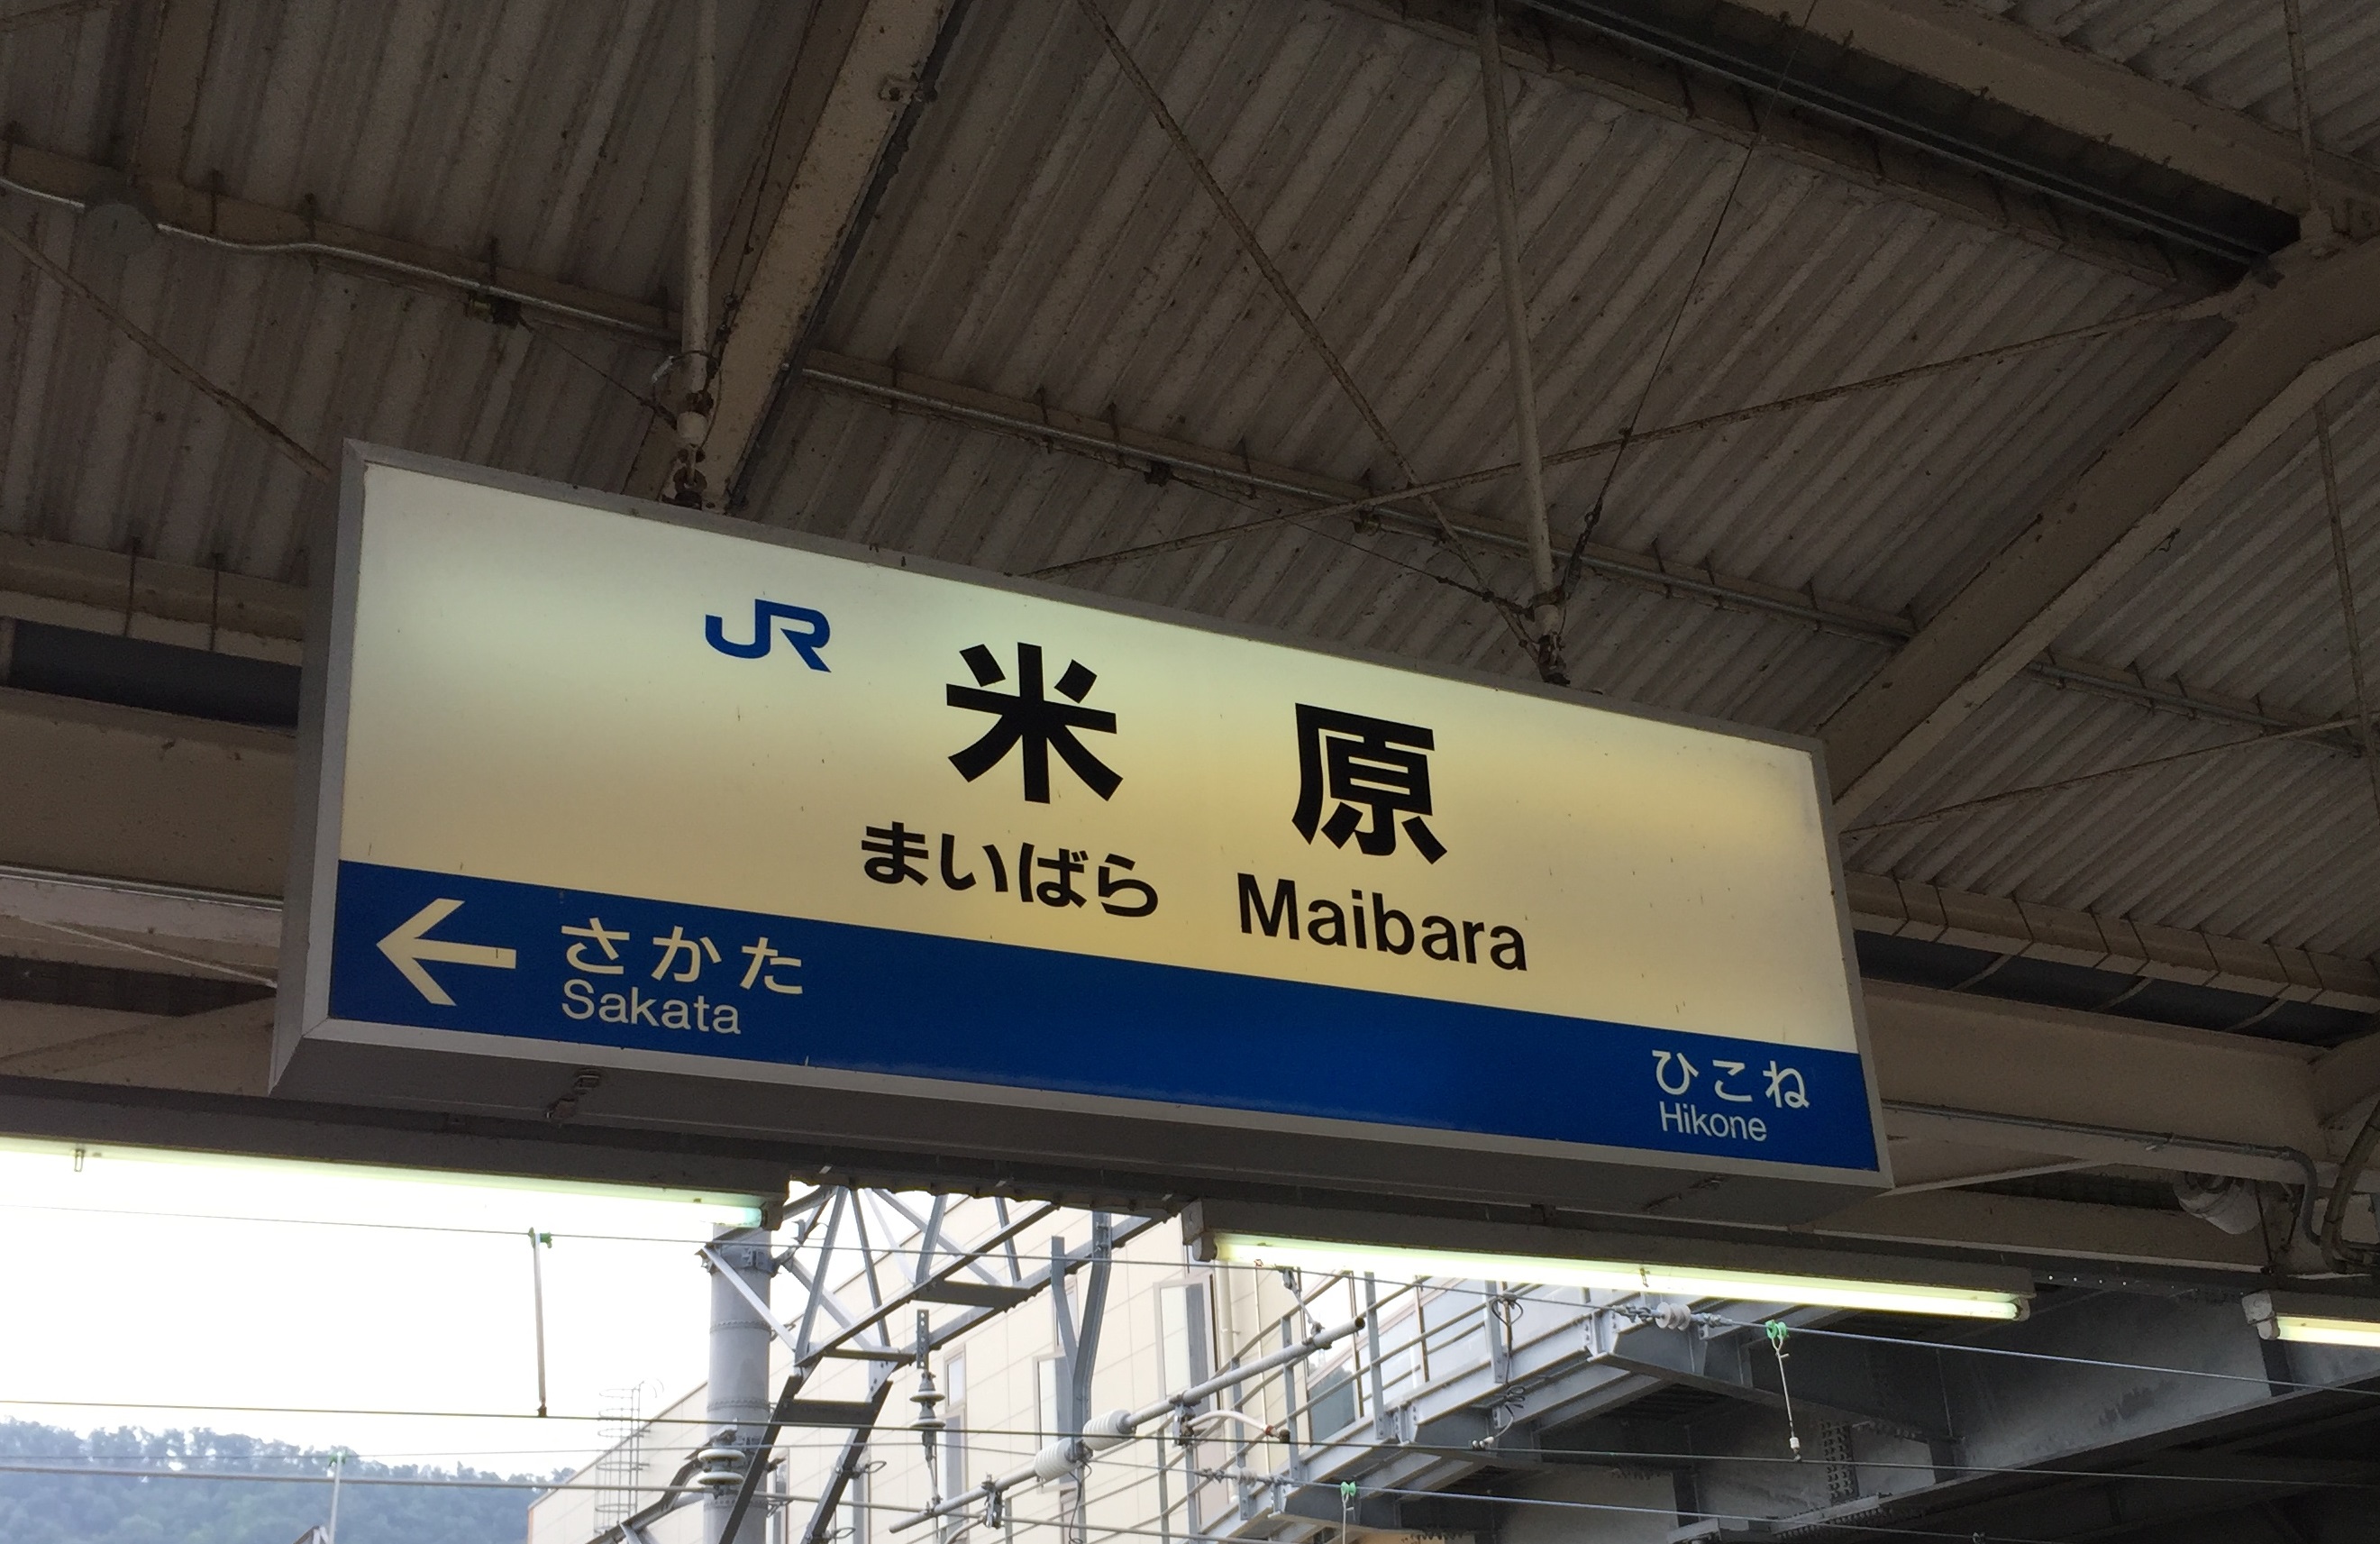 JR
米原
まいばら Maibara
← さかた
Sakata
ひこね
Hikone